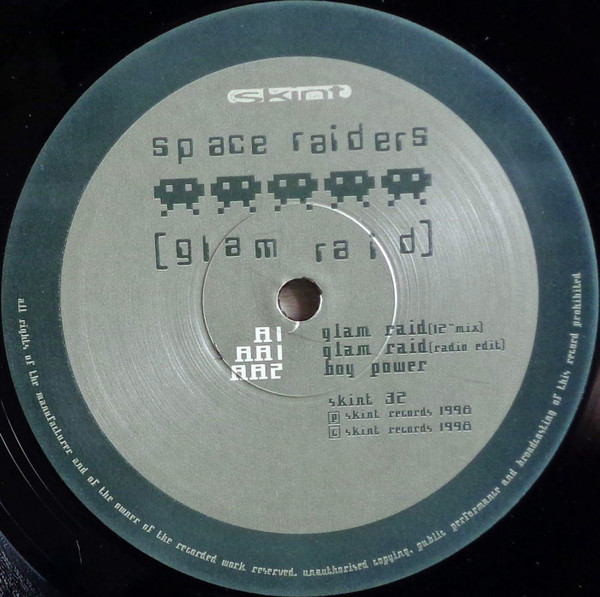 skint
space raiders
[glam raid]
A1 glam raid(12"mix)
AA1 glam raid(radio edit)
AA2 boy power
skint 32
p skint records 1998
c skint records 1998
all rights of the manufacturer and of the owner of the recorded work reserved. unauthorised copying, public performance and broadcasting of this record prohibited